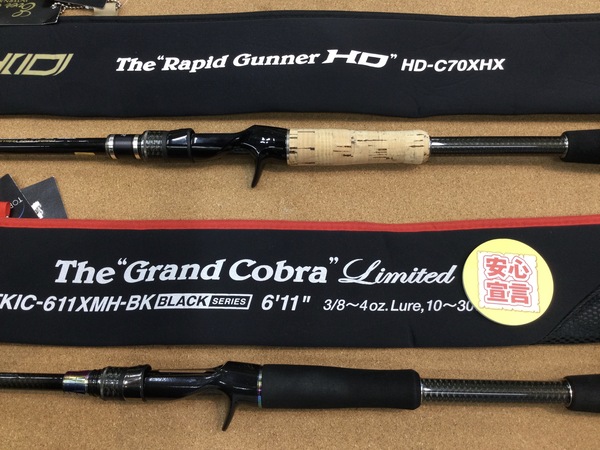 The "Rapid Gunner HD" HD-C70XHX
The "Grand Cobra" Limited
TKIC-611XMH-BK BLACK SERIES 6'11" 3/8~4oz. Lure, 10~30
安心
宣言